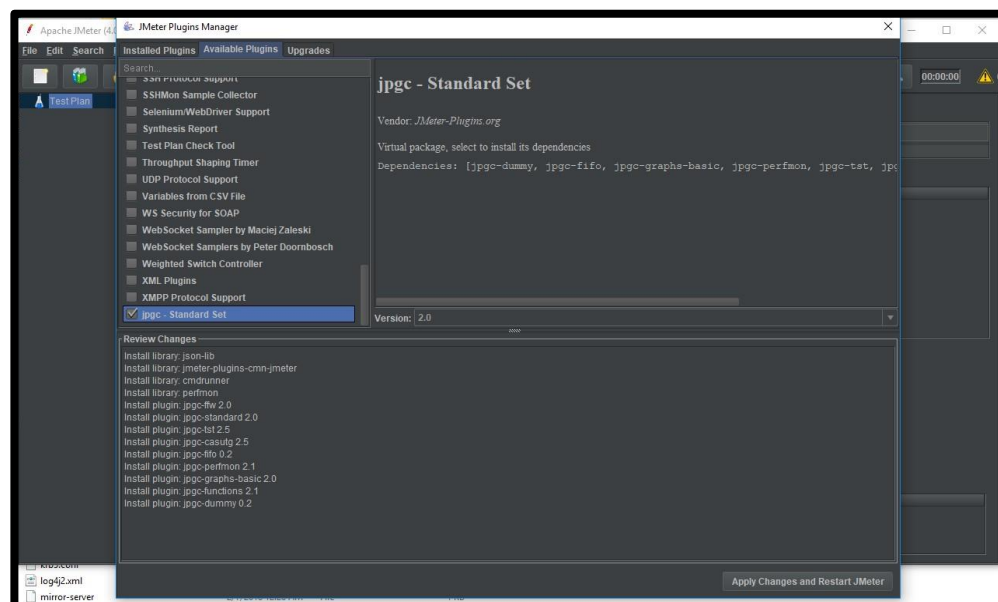 Apache JMeter (4.0
JMeter Plugins Manager
File Edit Search
Installed Plugins Available Plugins Upgrades
Search...
00:00:00
Test Plan
SSH Protocol Support
SSHMon Sample Collector
Selenium/WebDriver Support
Synthesis Report
Test Plan Check Tool
Throughput Shaping Timer
UDP Protocol Support
Variables from CSV File
WS Security for SOAP
WebSocket Sampler by Maciej Zaleski
WebSocket Samplers by Peter Doornbosch
Weighted Switch Controller
XML Plugins
XMPP Protocol Support
jpgc - Standard Set
jpgc - Standard Set
Vendor: JMeter-Plugins.org
Virtual package, select to install its dependencies
Dependencies: [jpgc-dummy, jpgc-fifo, jpgc-graphs-basic, jpgc-perfmon, jpgc-tst, jpg
Version: 2.0
Review Changes
Install library: json-lib
Install library: jmeter-plugins-cmn-jmeter
Install library: cmdrunner
Install library: perfmon
Install plugin: jpgc-ffw 2.0
Install plugin: jpgc-standard 2.0
Install plugin: jpgc-tst 2.5
Install plugin: jpgc-casutg 2.5
Install plugin: jpgc-fifo 0.2
Install plugin: jpgc-perfmon 2.1
Install plugin: jpgc-graphs-basic 2.0
Install plugin: jpgc-functions 2.1
Install plugin: jpgc-dummy 0.2
Apply Changes and Restart JMeter
log4j2.xml
mirror-server